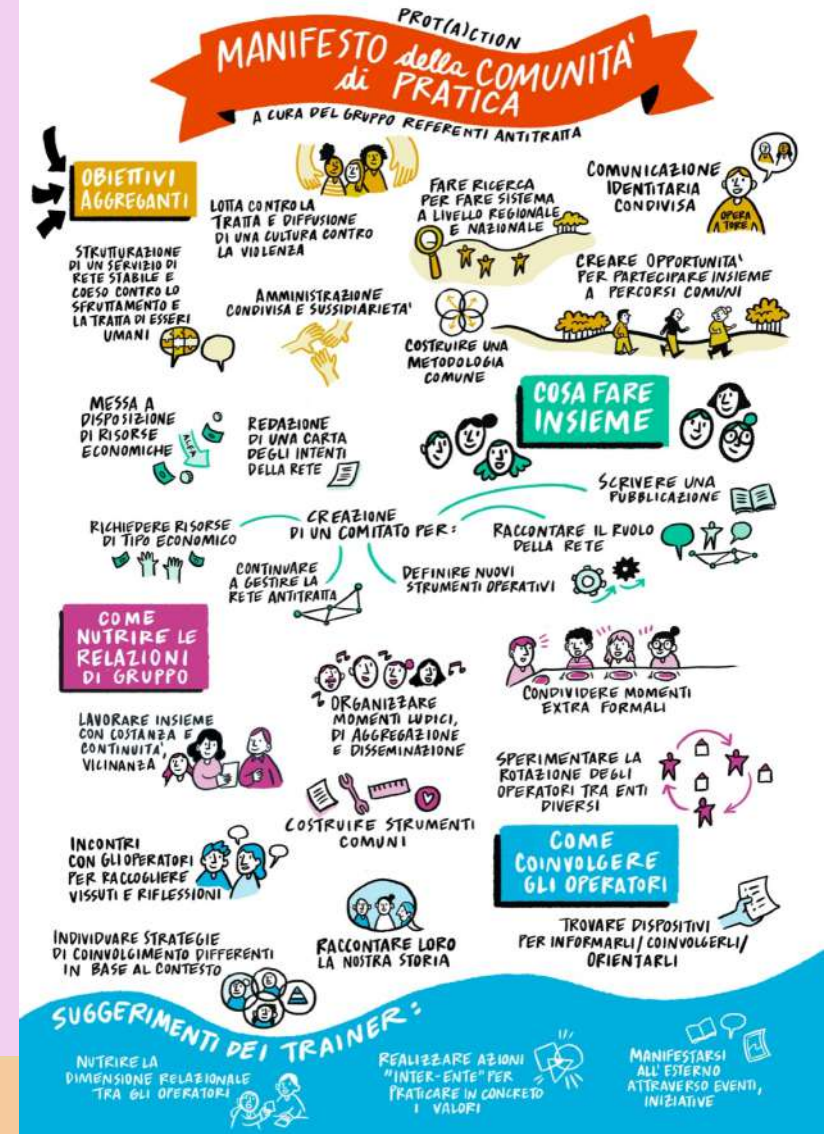 PROT(A)CTION
MANIFESTO della COMUNITA'
di PRATICA
A CURA DEL GRUPPO REFERENTI ANTITRATTA
OBIETTIVI
AGGREGANTI
LOTTA CONTRO LA
TRATTA E DIFFUSIONE
DI UNA CULTURA CONTRO
LA VIOLENZA
FARE RICERCA
PER FARE SISTEMA
A LIVELLO REGIONALE
E NAZIONALE
COMUNICAZIONE
IDENTITARIA
CONDIVISA
OPERA
TORE
STRUTTURAZIONE
DI UN SERVIZIO DI
RETE STABILE E
COESO CONTRO LO
SFRUTTAMENTO E
LA TRATTA DI ESSERI
UMANI
AMMINISTRAZIONE
CONDIVISA E SUSSIDIARIETA'
COSTRUIRE UNA
METODOLOGIA
COMUNE
CREARE OPPORTUNITA'
PER PARTECIPARE INSIEME
A PERCORSI COMUNI
COSA FARE
INSIEME
MESSA A
DISPOSIZIONE
DI RISORSE
ECONOMICHE
ALFA
REDAZIONE
DI UNA CARTA
DEGLI INTENTI
DELLA RETE
CREAZIONE
DI UN COMITATO PER:
RICHIEDERE RISORSE
DI TIPO ECONOMICO
CONTINUARE
A GESTIRE LA
RETE ANTITRATTA
DEFINIRE NUOVI
STRUMENTI OPERATIVI
RACCONTARE IL RUOLO
DELLA RETE
SCRIVERE UNA
PUBBLICAZIONE
COME
NUTRIRE LE
RELAZIONI
DI GRUPPO
LAVORARE INSIEME
CON COSTANZA E
CONTINUITA',
VICINANZA
ORGANIZZARE
MOMENTI LUDICI,
DI AGGREGAZIONE
E DISSEMINAZIONE
CONDIVIDERE MOMENTI
EXTRA FORMALI
COSTRUIRE STRUMENTI
COMUNI
SPERIMENTARE LA
ROTAZIONE DEGLI
OPERATORI TRA ENTI
DIVERSI
COME
COINVOLGERE
GLI OPERATORI
INCONTRI
CON GLI OPERATORI
PER RACCOGLIERE
VISSUTI E RIFLESSIONI
INDIVIDUARE STRATEGIE
DI COINVOLGIMENTO DIFFERENTI
IN BASE AL CONTESTO
RACCONTARE LORO
LA NOSTRA STORIA
TROVARE DISPOSITIVI
PER INFORMARLI/COINVOLGERLI/
ORIENTARLI
SUGGERIMENTI DEI TRAINER:
NUTRIRE LA
DIMENSIONE RELAZIONALE
TRA GLI OPERATORI
REALIZZARE AZIONI
"INTER-ENTE" PER
PRATICARE IN CONCRETO
I VALORI
MANIFESTARSI
ALL'ESTERNO
ATTRAVERSO EVENTI,
INIZIATIVE